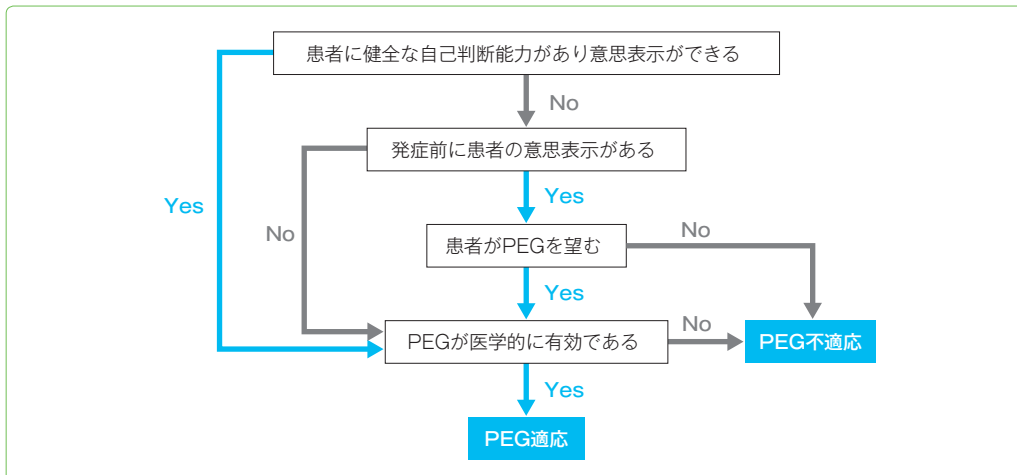 患者に健全な自己判断能力があり意思表示ができる
No
発症前に患者の意思表示がある
Yes
Yes
No
患者がPEGを望む
No
Yes
PEGが医学的に有効である
No
PEG不適応
Yes
PEG適応